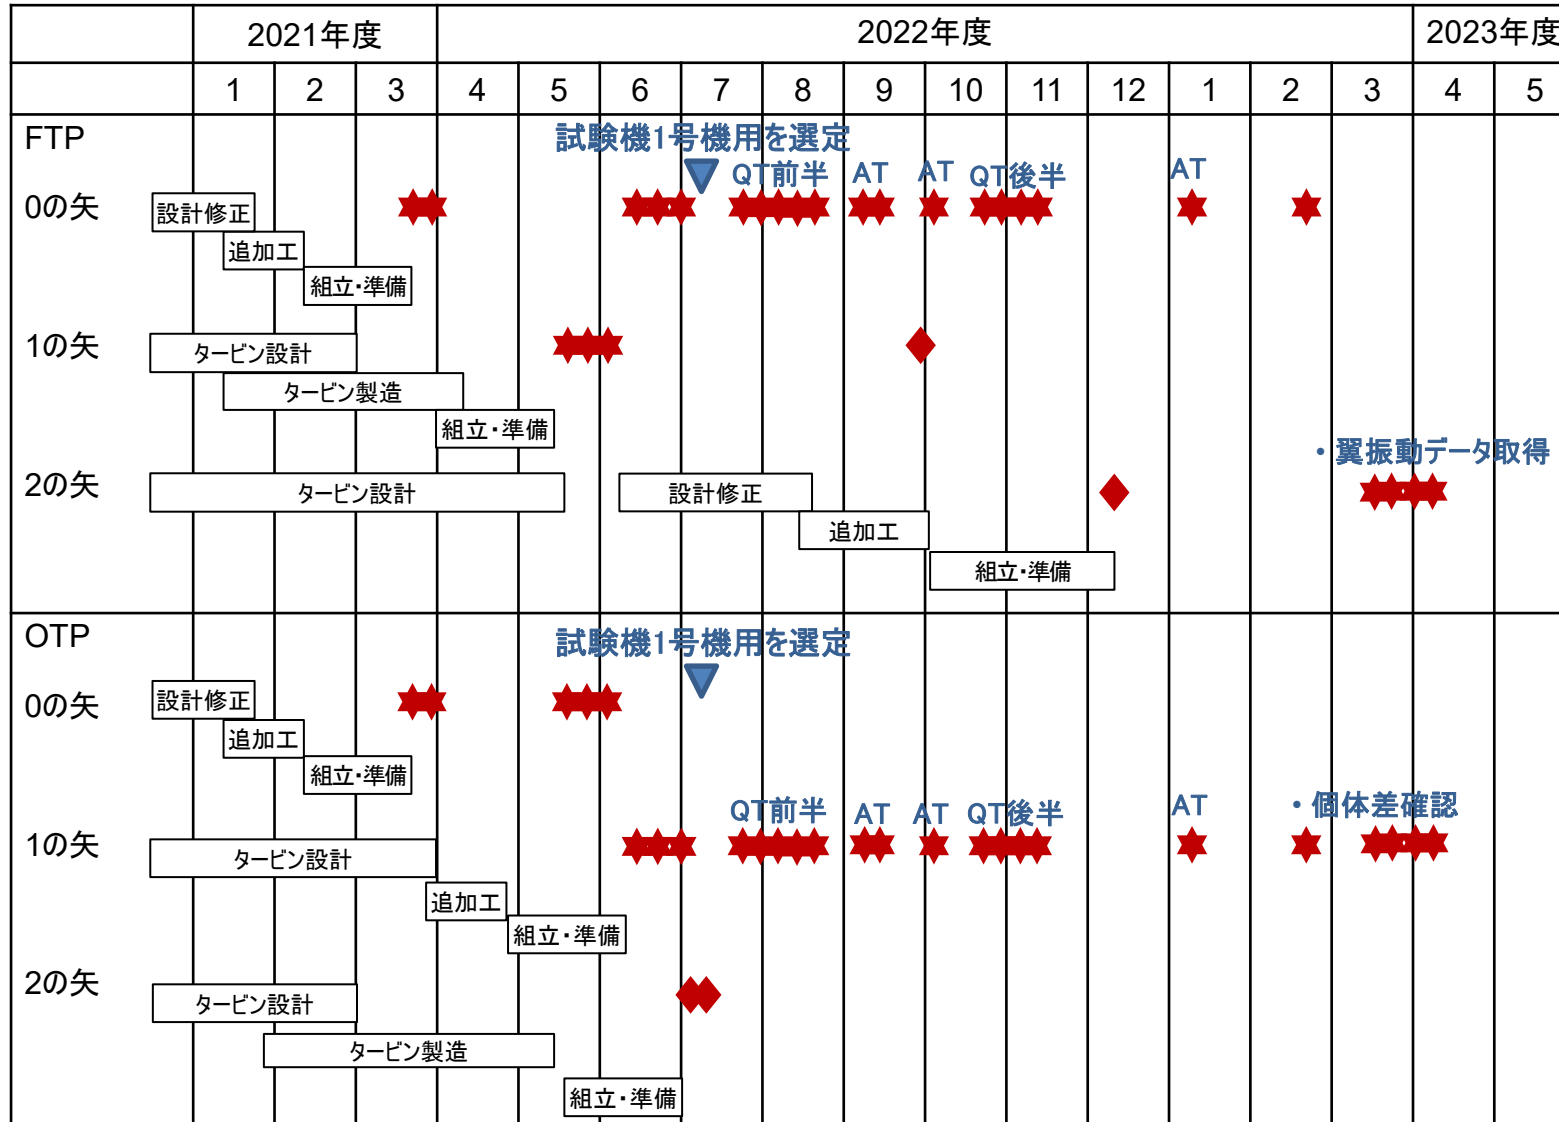 2021年度 2022年度 2023年度
1 2 3 4 5 6 7 8 9 10 11 12 1 2 3 4 5
FTP
試験機1号機用を選定
QT前半 AT AT QT後半 AT
0の矢
設計修正
追加工
組立・準備
1の矢
タービン設計
タービン製造
組立・準備
・翼振動データ取得
2の矢
タービン設計 設計修正
追加工
組立・準備
OTP
試験機1号機用を選定
0の矢
設計修正
追加工
組立・準備
QT前半 AT AT QT後半 AT ・個体差確認
1の矢
タービン設計
追加工
組立・準備
2の矢
タービン設計
タービン製造
組立・準備